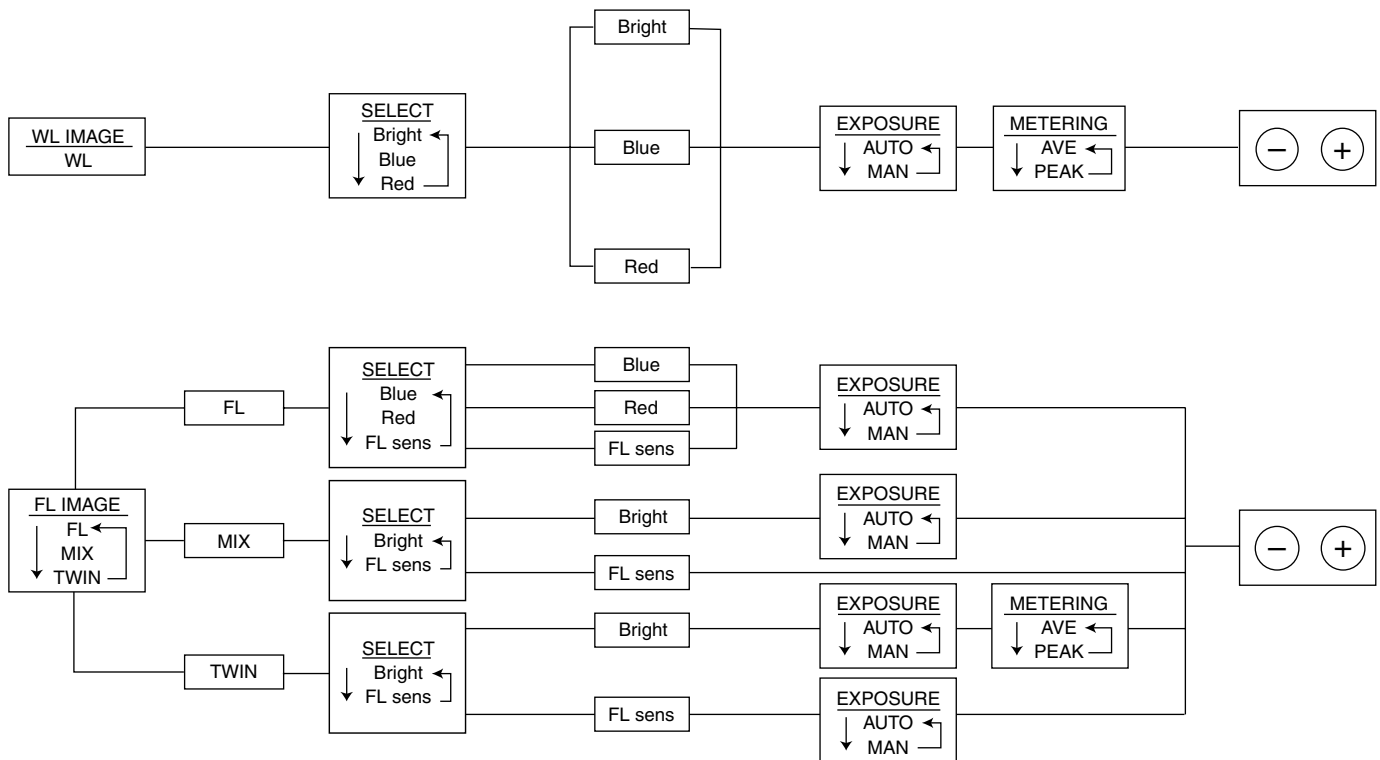 Bright
WL IMAGE
WL
SELECT
Bright
Blue
Red
Blue
EXPOSURE
AUTO
MAN
METERING
AVE
PEAK
− +
Red
FL IMAGE
FL
MIX
TWIN
FL
SELECT
Blue
Red
FL sens
Blue
Red
FL sens
EXPOSURE
AUTO
MAN
MIX
SELECT
Bright
FL sens
Bright
EXPOSURE
AUTO
MAN
FL sens
− +
TWIN
SELECT
Bright
FL sens
Bright
EXPOSURE
AUTO
MAN
METERING
AVE
PEAK
FL sens
EXPOSURE
AUTO
MAN